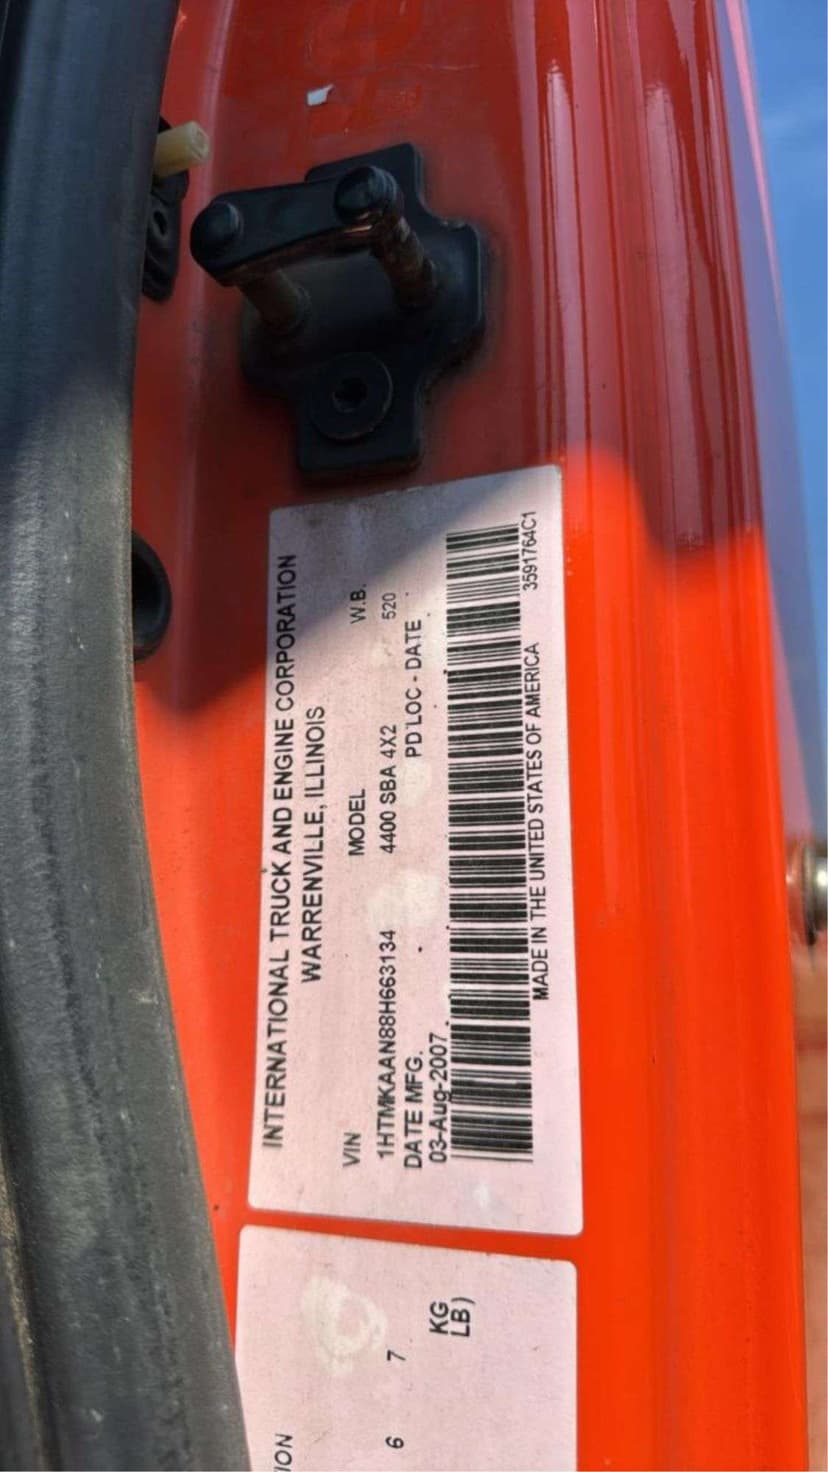 INTERNATIONAL TRUCK AND ENGINE CORPORATION
WARRENVILLE, ILLINOIS
VIN MODEL W.B.
1HTMKAAN88H663134 4400 SBA 4X2 520
DATE MFG. PD'LOC - DATE
03-Aug-2007
MADE IN THE UNITED STATES OF AMERICA 3591764C1
ION
6 7
KG
LB)